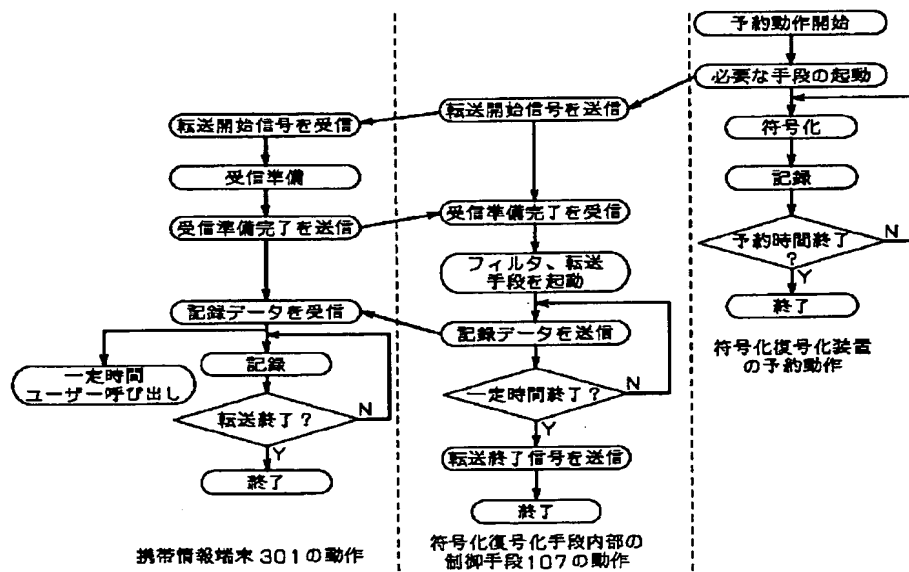 転送開始信号を受信
受信準備
受信準備完了を送信
記録データを受信
一定時間
ユーザー呼び出し
記録
転送終了？
N
Y
終了
携帯情報端末301の動作
転送開始信号を送信
受信準備完了を受信
フィルタ、転送
手段を起動
記録データを送信
一定時間終了？
N
Y
転送終了信号を送信
終了
符号化復号化手段内部の
制御手段107の動作
予約動作開始
必要な手段の起動
符号化
記録
予約時間終了
？
N
Y
終了
符号化復号化装置
の予約動作